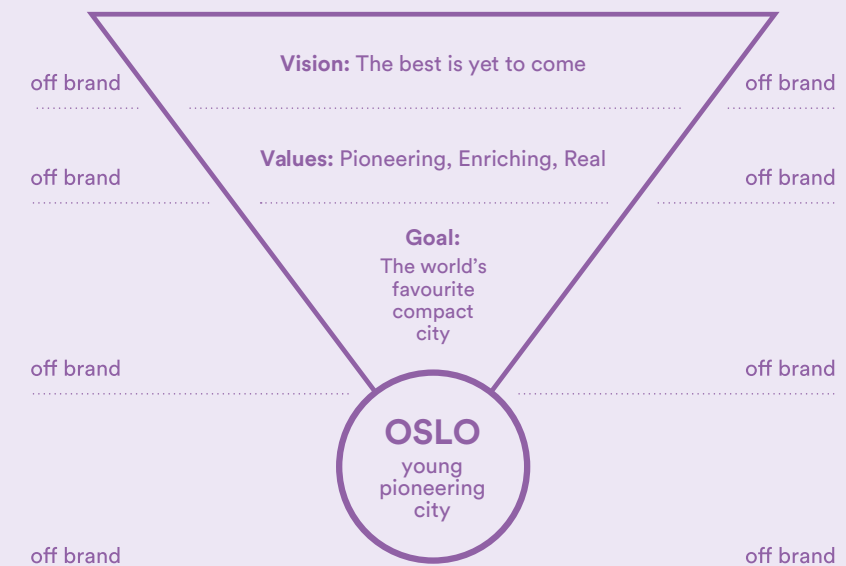 Vision: The best is yet to come
off brand
off brand
Values: Pioneering, Enriching, Real
off brand
off brand
Goal:
The world’s
favourite
compact
city
off brand
off brand
OSLO
young
pioneering
city
off brand
off brand